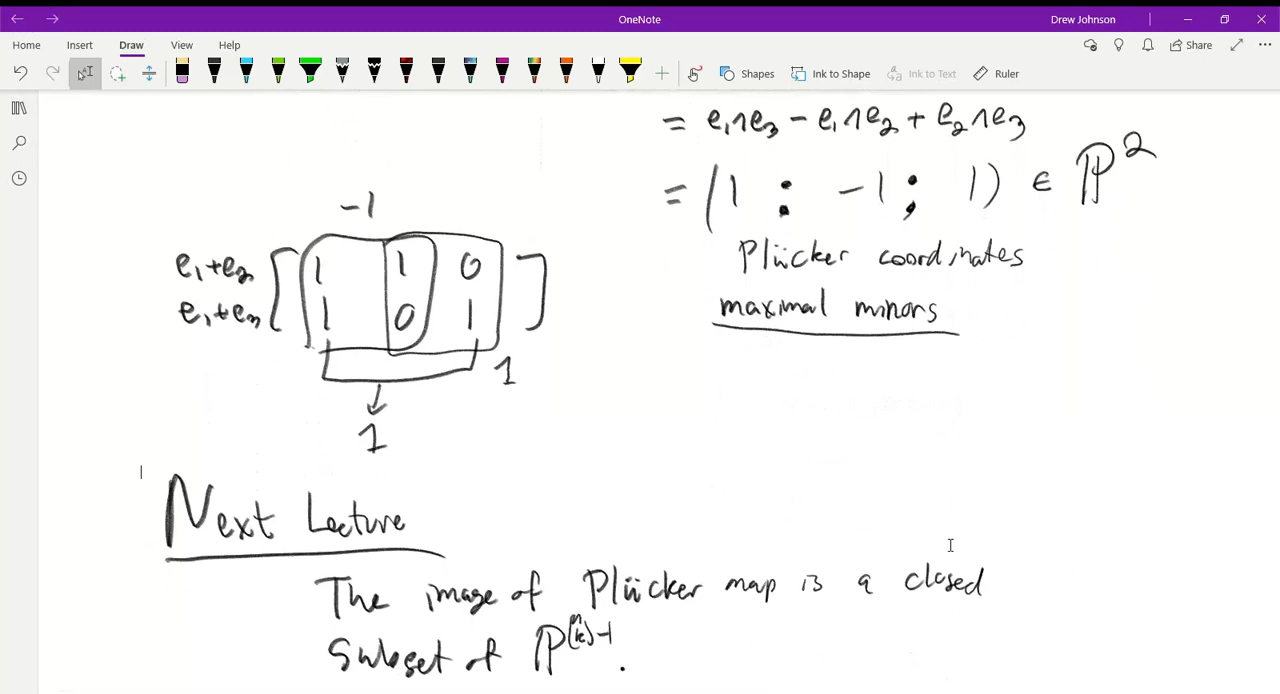 OneNote
Drew Johnson
Home Insert Draw View Help
Share
Shapes Ink to Shape Ink to Text Ruler
= e₁∧e₃ - e₁∧e₂ + e₂∧e₃
= (1 : -1 : 1) ∈ ℙ²
Plücker coordinates
maximal minors
-1
e₁+e₂ [ 1 1 0 ]
e₁+e₃ [ 1 0 1 ]
1
1
Next Lecture
The image of Plücker map is a closed
subset of ℙ^(n k)-1.